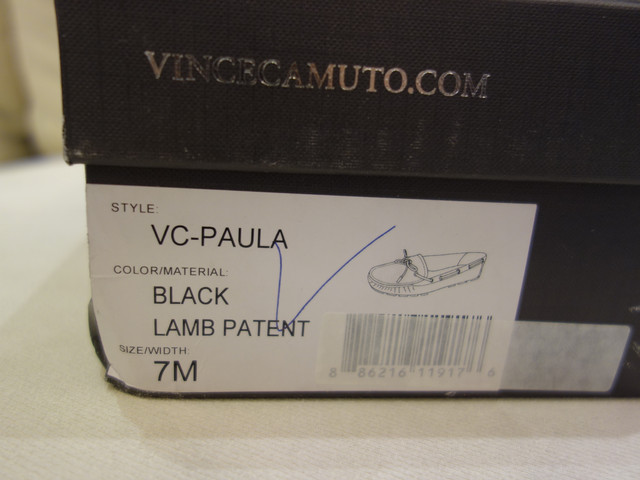 VINCECAMUTO.COM
STYLE:
VC-PAULA
COLOR/MATERIAL:
BLACK
LAMB PATENT
SIZE/WIDTH:
7M
8 86216 11917 6